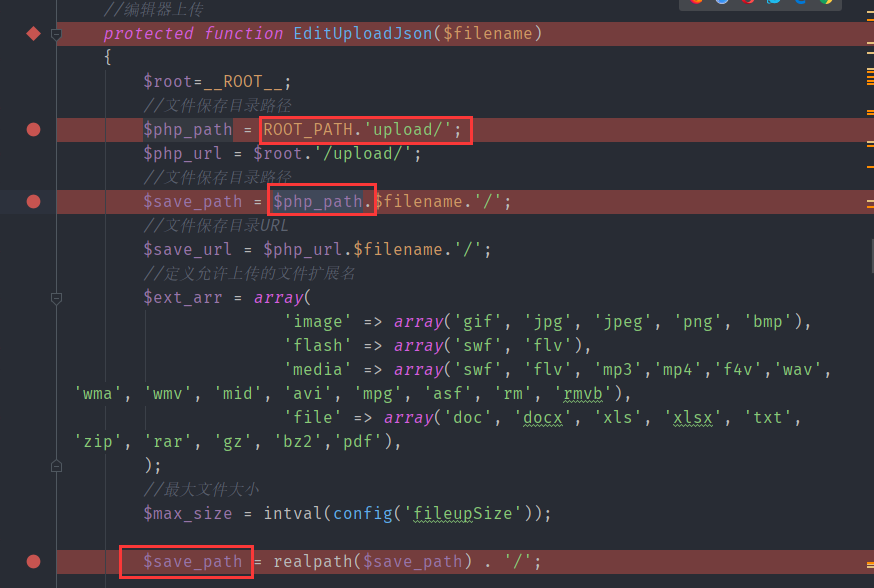 //编辑器上传
protected function EditUploadJson($filename)
{
$root=__ROOT__;
//文件保存目录路径
$php_path = ROOT_PATH.'upload/';
$php_url = $root.'/upload/';
//文件保存目录路径
$save_path = $php_path.$filename.'/';
//文件保存目录URL
$save_url = $php_url.$filename.'/';
//定义允许上传的文件扩展名
$ext_arr = array(
'image' => array('gif', 'jpg', 'jpeg', 'png', 'bmp'),
'flash' => array('swf', 'flv'),
'media' => array('swf', 'flv', 'mp3','mp4','f4v','wav',
'wma', 'wmv', 'mid', 'avi', 'mpg', 'asf', 'rm', 'rmvb'),
'file' => array('doc', 'docx', 'xls', 'xlsx', 'txt',
'zip', 'rar', 'gz', 'bz2','pdf'),
);
//最大文件大小
$max_size = intval(config('fileupSize'));
$save_path = realpath($save_path) . '/';